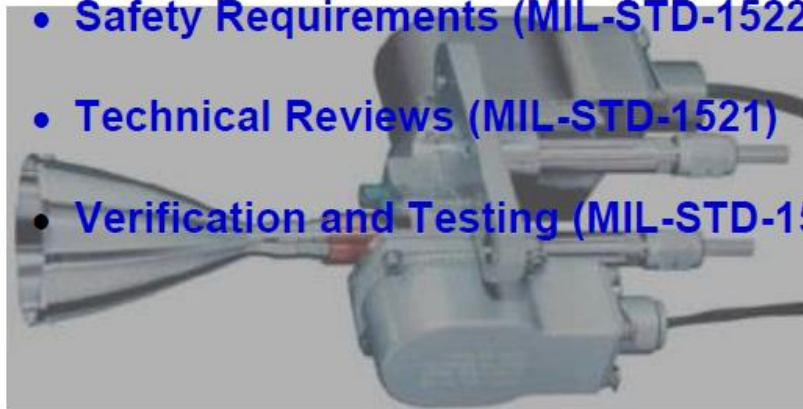 • Safety Requirements (MIL-STD-1522
• Technical Reviews (MIL-STD-1521)
• Verification and Testing (MIL-STD-15